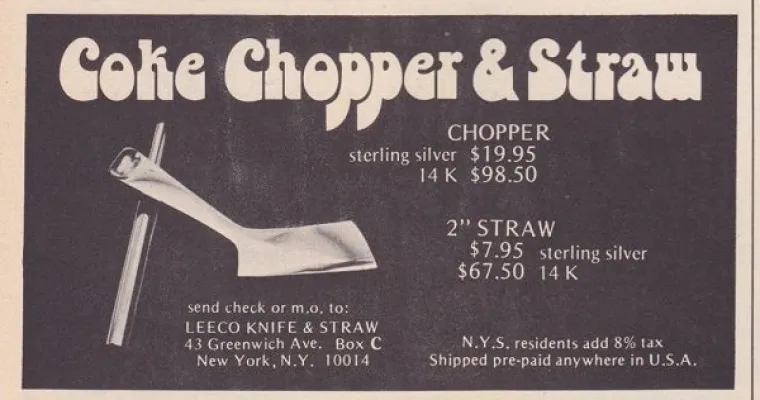 Coke Chopper & Straw
CHOPPER
sterling silver $19.95
14 K $98.50
2" STRAW
$7.95 sterling silver
$67.50 14 K
send check or m.o. to:
LEECO KNIFE & STRAW
43 Greenwich Ave. Box C
New York, N.Y. 10014
N.Y.S. residents add 8% tax
Shipped pre-paid anywhere in U.S.A.